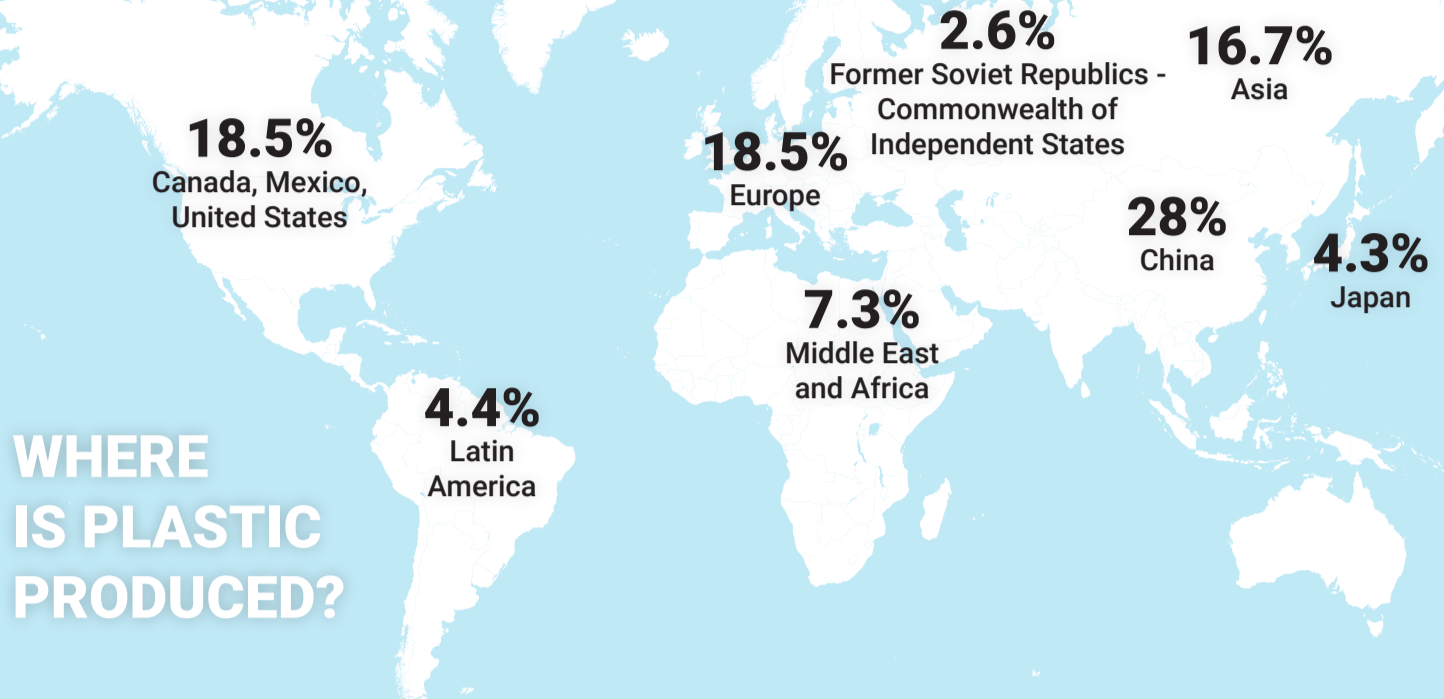 2.6%
Former Soviet Republics -
Commonwealth of
Independent States
16.7%
Asia
18.5%
Canada, Mexico,
United States
18.5%
Europe
28%
China
4.3%
Japan
7.3%
Middle East
and Africa
4.4%
Latin
America
WHERE
IS PLASTIC
PRODUCED?